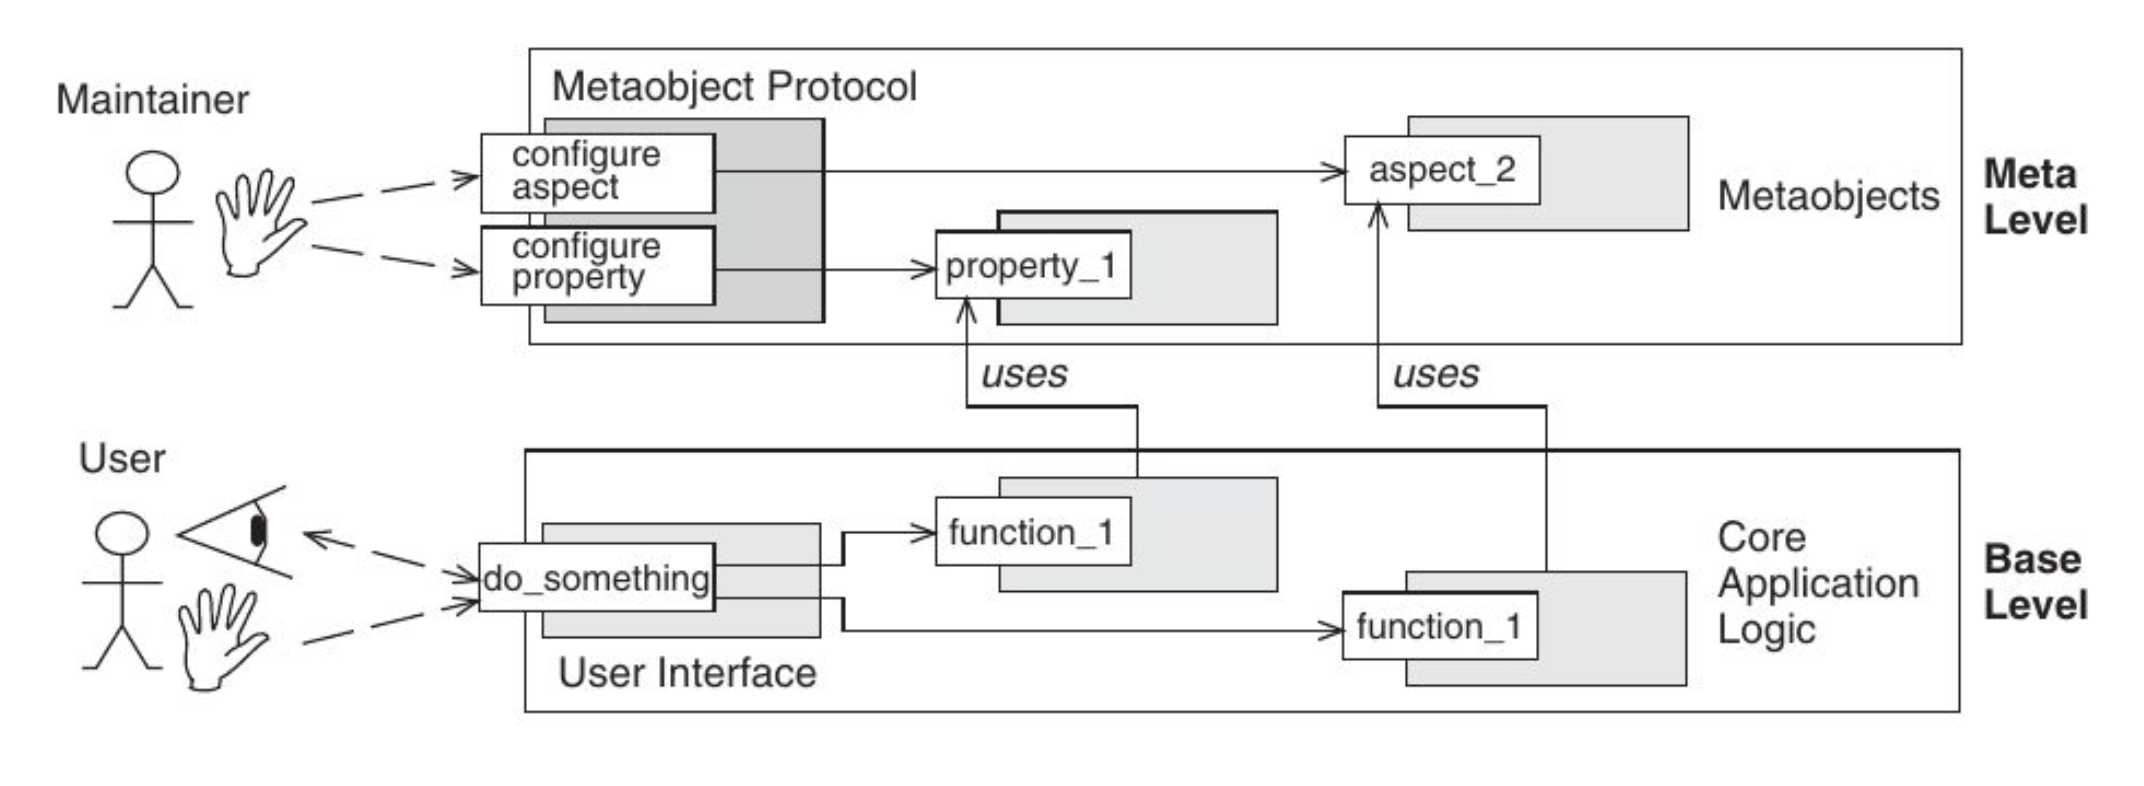 Maintainer
Metaobject Protocol
configure
aspect
configure
property
aspect_2
property_1
Metaobjects
Meta
Level
uses
uses
User
do_something
User Interface
function_1
function_1
Core
Application
Logic
Base
Level